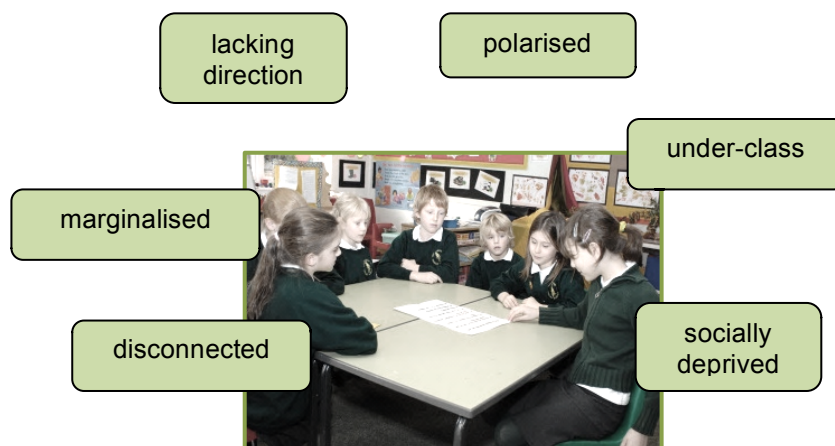 lacking
direction
polarised
under-class
marginalised
disconnected
socially
deprived